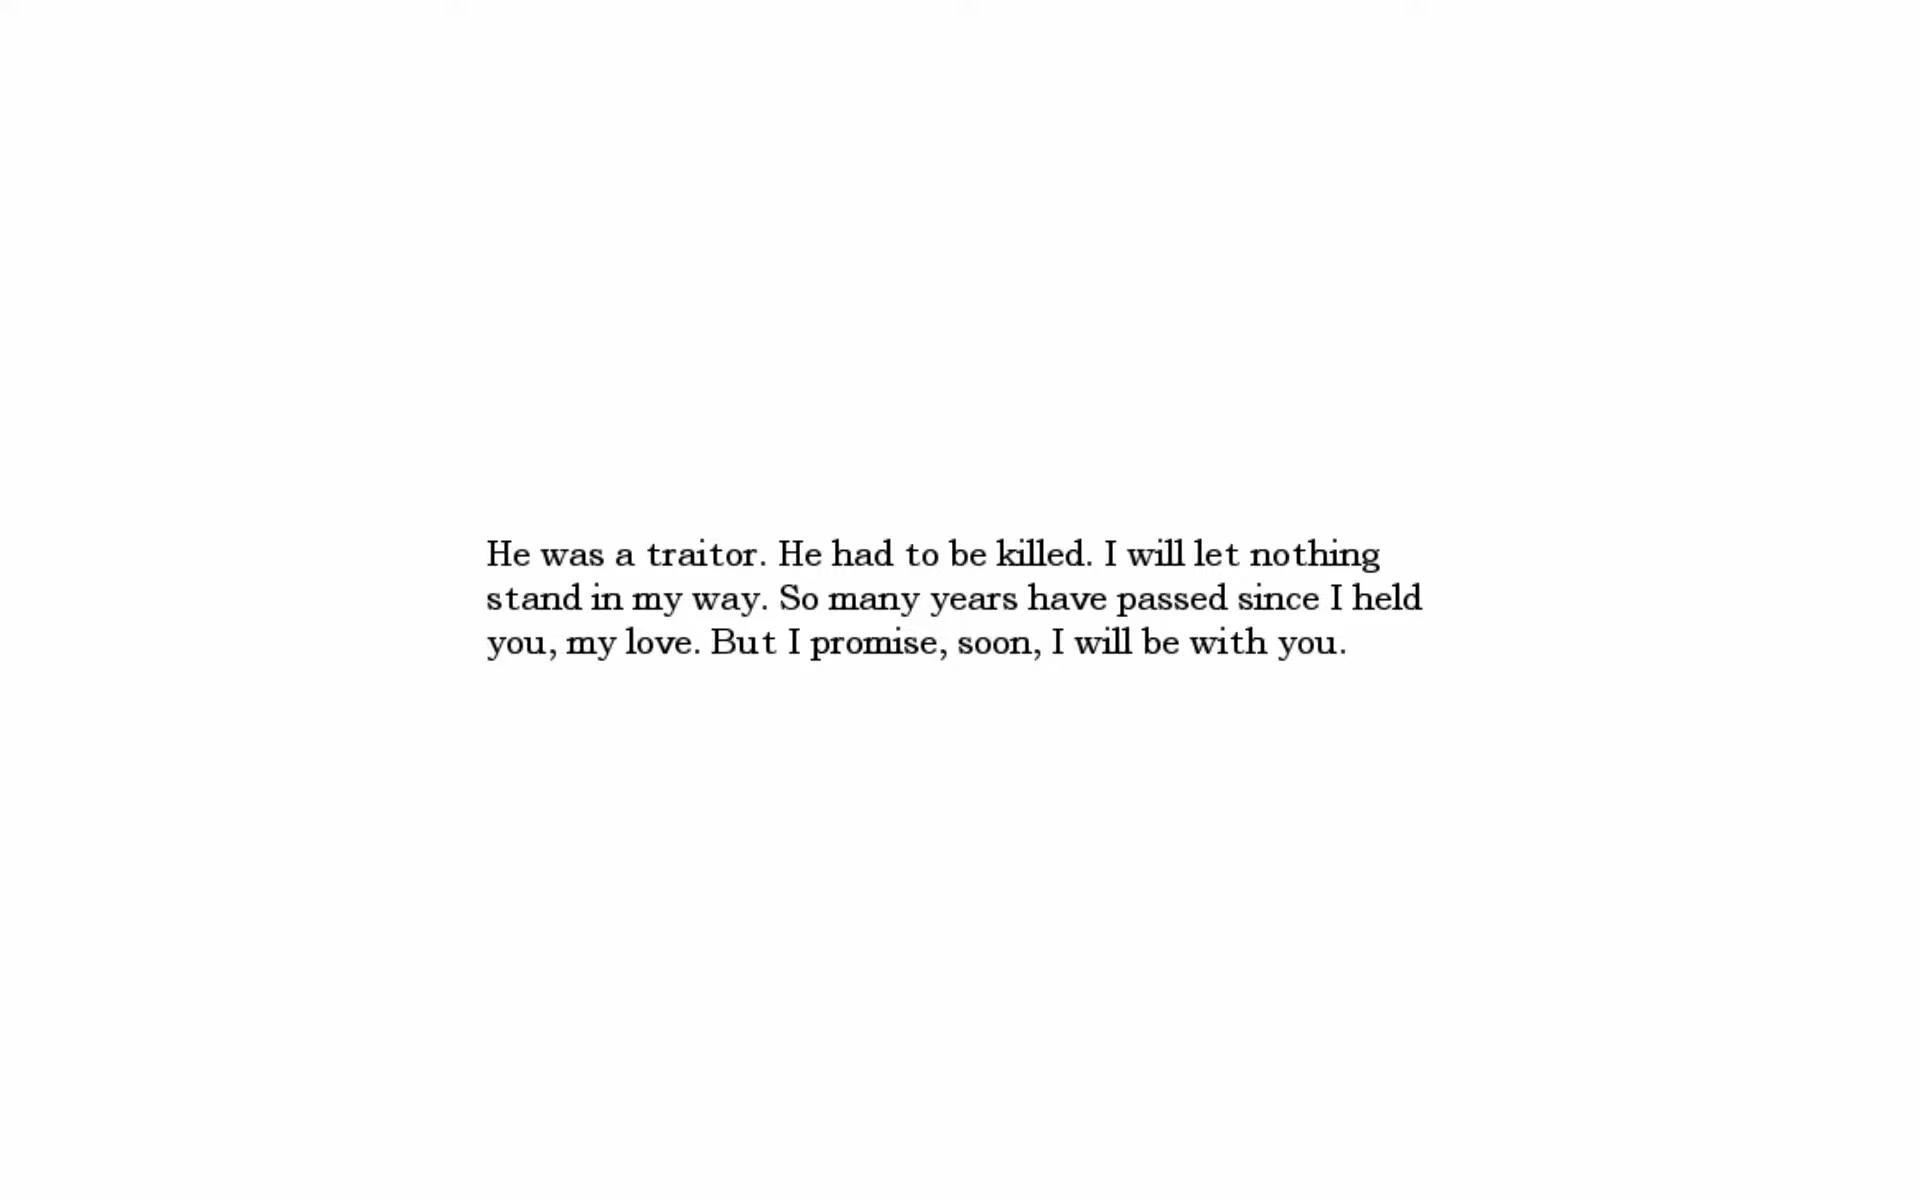 He was a traitor. He had to be killed. I will let nothing
stand in my way. So many years have passed since I held
you, my love. But I promise, soon, I will be with you.